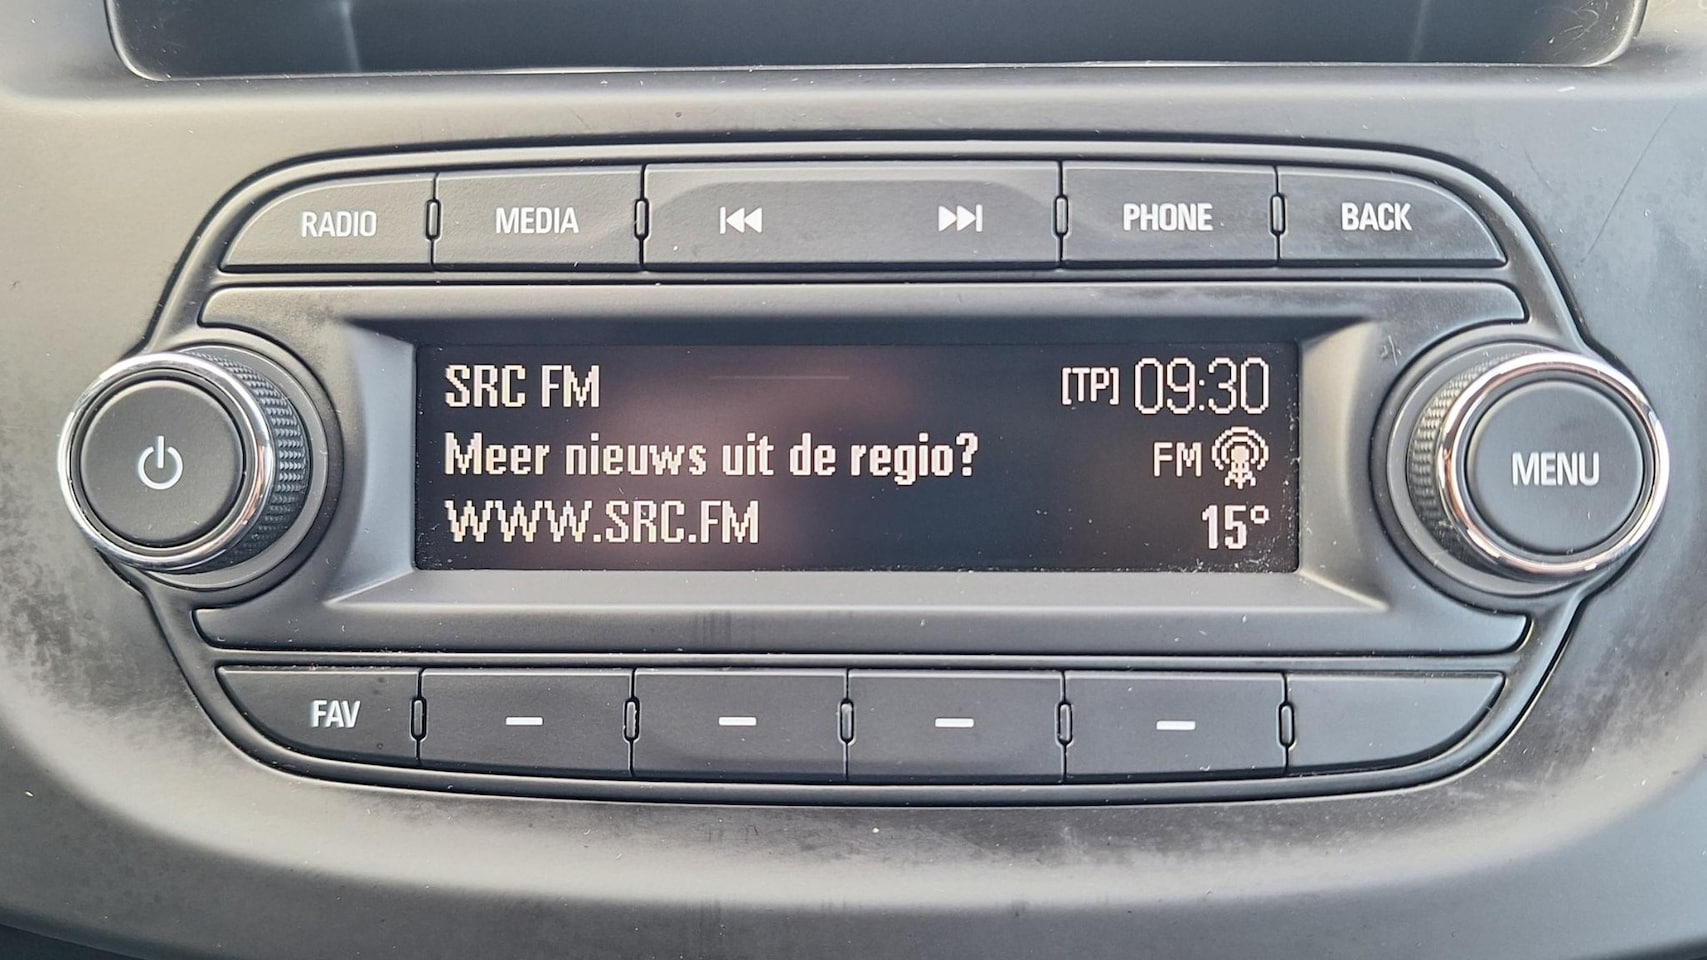 RADIO MEDIA PHONE BACK
SRC FM [TP] 09:30
Meer nieuws uit de regio? FM
WWW.SRC.FM 15°
MENU
FAV